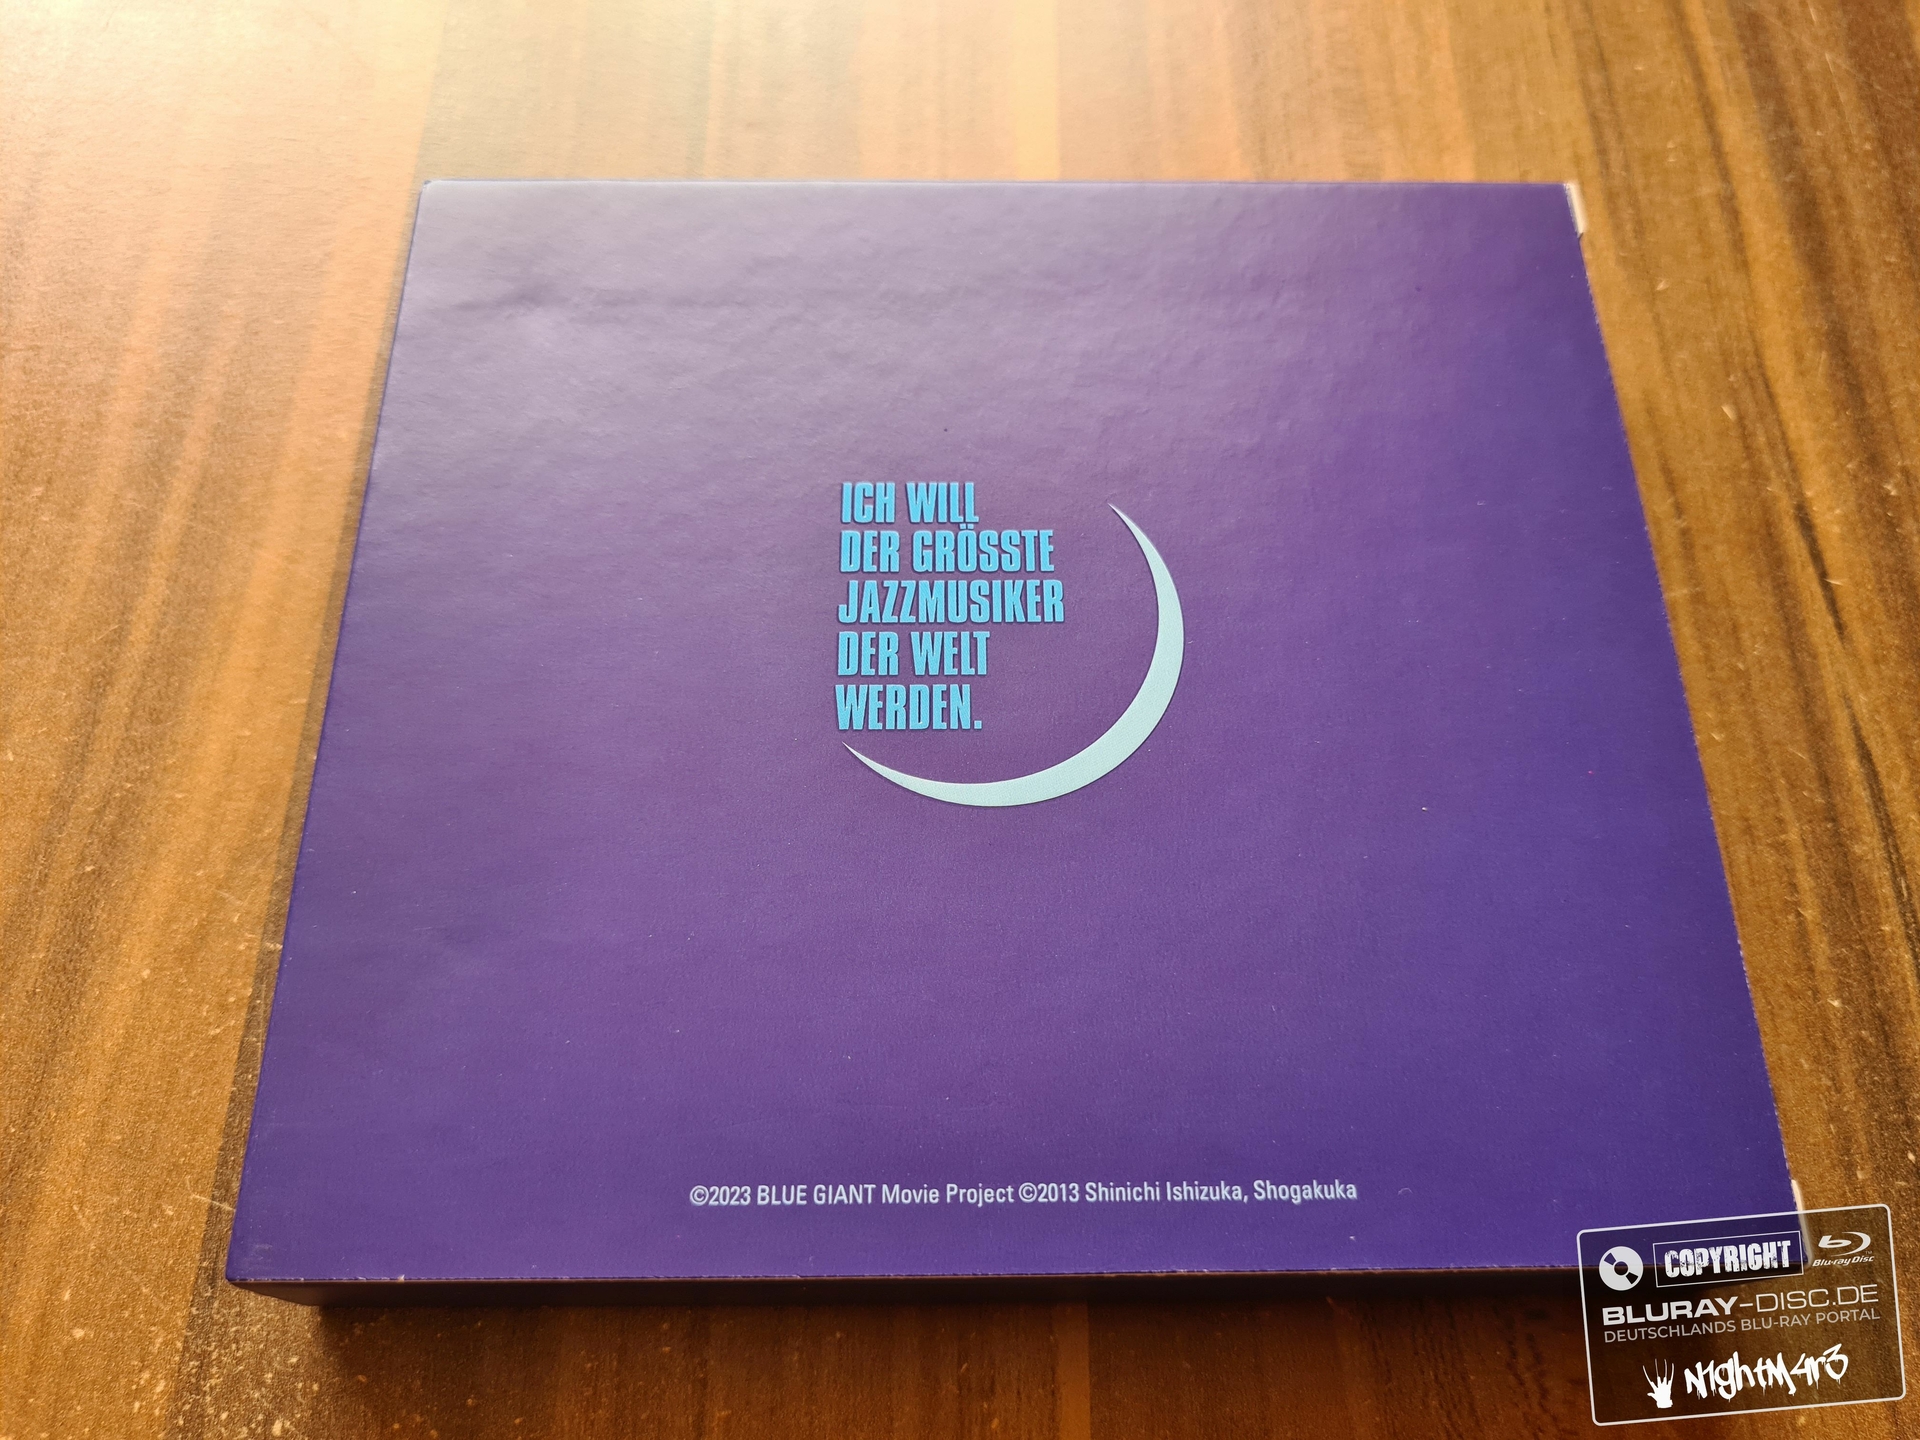 ICH WILL
DER GRÖSSTE
JAZZMUSIKER
DER WELT
WERDEN.
©2023 BLUE GIANT Movie Project ©2013 Shinichi Ishizuka, Shogakuka
COPYRIGHT
Blu-ray Disc
BLURAY-DISC.DE
DEUTSCHLANDS BLU-RAY PORTAL
N1ghtM4r3